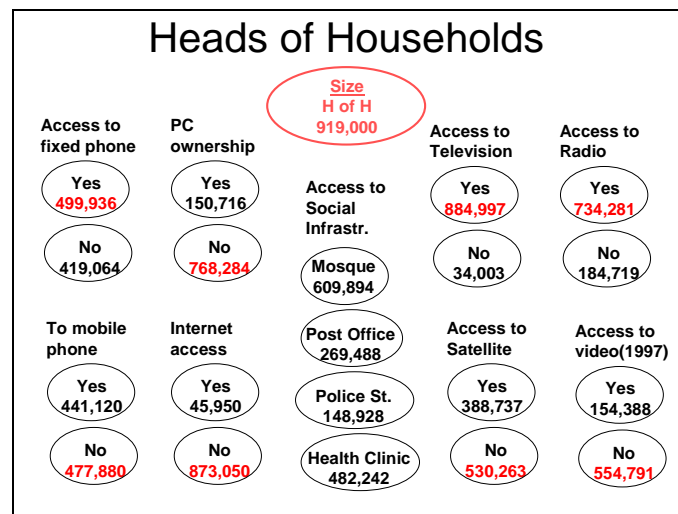 Heads of Households
Size
H of H
919,000
Access to
fixed phone
Yes
499,936
No
419,064
PC
ownership
Yes
150,716
No
768,284
Access to
Social
Infrastr.
Mosque
609,894
Post Office
269,488
Police St.
148,928
Health Clinic
482,242
Access to
Television
Yes
884,997
No
34,003
Access to
Radio
Yes
734,281
No
184,719
To mobile
phone
Yes
441,120
No
477,880
Internet
access
Yes
45,950
No
873,050
Access to
Satellite
Yes
388,737
No
530,263
Access to
video(1997)
Yes
154,388
No
554,791